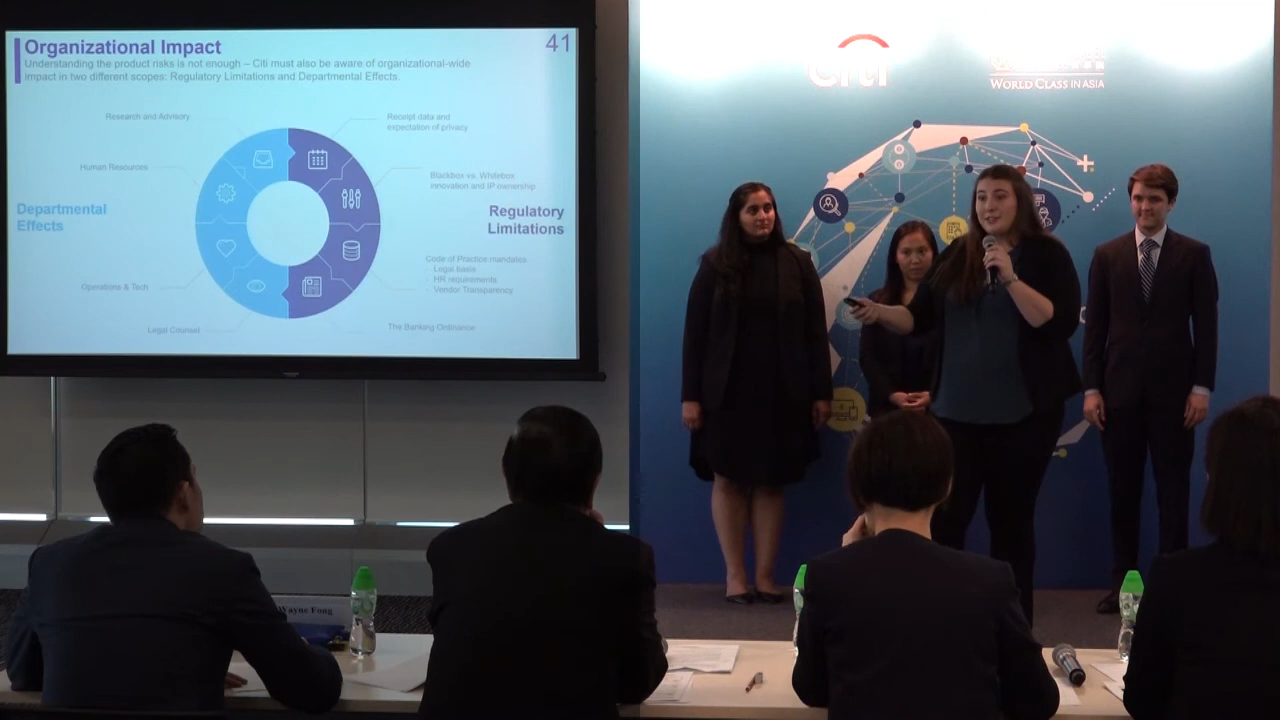 Organizational Impact
41
Understanding the product risks is not enough – Citi must also be aware of organizational-wide
impact in two different scopes: Regulatory Limitations and Departmental Effects.
Research and Advisory
Receipt data and
expectation of privacy
Human Resources
Blackbox vs. Whitebox
innovation and IP ownership
Departmental
Effects
Regulatory
Limitations
Code of Practice mandates
- Legal basis
- HR requirements
- Vendor Transparency
Operations & Tech
Legal Counsel
The Banking Ordinance
citi
WORLD CLASS IN ASIA
Wayne Fong